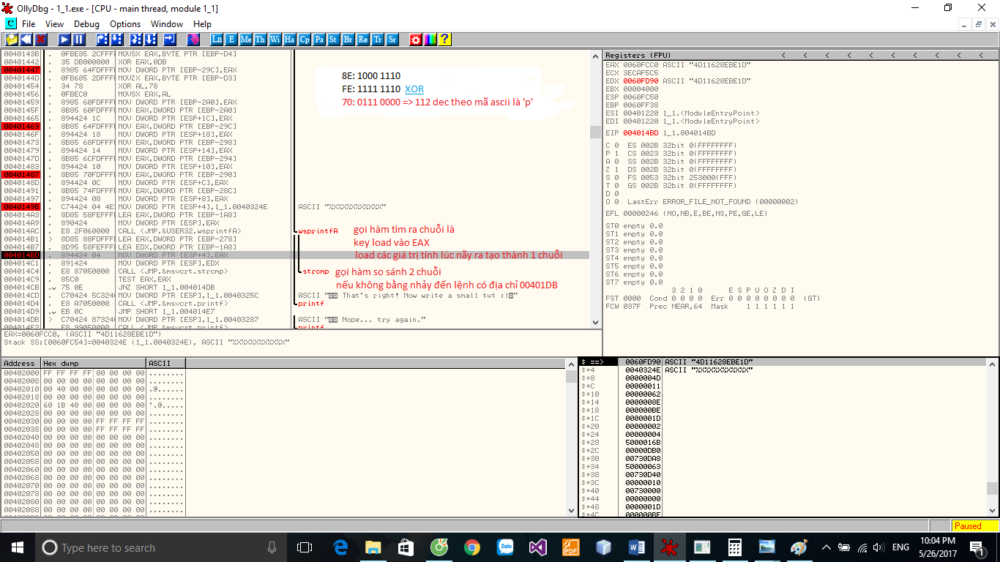 OllyDbg - 1_1.exe - [CPU - main thread, module 1_1]
C File View Debug Options Window Help
Ln E Me Th Wi Ha Cp Pa St Br Re Tr Sr
0040143B . 0FBE85 2CFFFI MOVSX EAX,BYTE PTR [EBP-D4]
00401442 . 35 DB000000 XOR EAX,0DB
00401447 . 8985 64FDFFFI MOV DWORD PTR [EBP-29C],EAX
0040144D . 0FB685 2DFFFI MOVZX EAX,BYTE PTR [EBP-D3]
00401454 . 34 78 XOR AL,78
00401456 . 0FBEC0 MOVSX EAX,AL
00401459 . 8985 60FDFFFI MOV DWORD PTR [EBP-2A0],EAX
0040145F . 8B85 60FDFFFI MOV EAX,DWORD PTR [EBP-2A0]
00401465 . 894424 1C MOV DWORD PTR [ESP+1C],EAX
00401469 . 8B85 64FDFFFI MOV EAX,DWORD PTR [EBP-29C]
0040146F . 894424 18 MOV DWORD PTR [ESP+18],EAX
00401473 . 8B85 68FDFFFI MOV EAX,DWORD PTR [EBP-298]
00401479 . 894424 14 MOV DWORD PTR [ESP+14],EAX
0040147D . 8B85 6CFDFFFI MOV EAX,DWORD PTR [EBP-294]
00401483 . 894424 10 MOV DWORD PTR [ESP+10],EAX
00401487 . 8B85 70FDFFFI MOV EAX,DWORD PTR [EBP-290]
0040148D . 894424 0C MOV DWORD PTR [ESP+C],EAX
00401491 . 8B85 74FDFFFI MOV EAX,DWORD PTR [EBP-28C]
00401497 . 894424 08 MOV DWORD PTR [ESP+8],EAX
0040149B . C74424 04 4E: MOV DWORD PTR [ESP+4],1_1.0040324E ASCII "%X%X%X%X%X%X"
004014A3 . 8D85 58FEFFFI LEA EAX,DWORD PTR [EBP-1A8]
004014A9 . 890424 MOV DWORD PTR [ESP],EAX
004014AC . E8 2F060000 CALL <JMP.&USER32.wsprintfA> wsprintfA
004014B1 > 8D85 88FDFFFI LEA EAX,DWORD PTR [EBP-278]
004014B7 . 8D95 58FEFFFI LEA EDX,DWORD PTR [EBP-1A8]
004014BD . 894424 04 MOV DWORD PTR [ESP+4],EAX
004014C1 . 891424 MOV DWORD PTR [ESP],EDX
004014C4 . E8 87050000 CALL <JMP.&msvcrt.strcmp> strcmp
004014C9 . 85C0 TEST EAX,EAX
004014CB . 75 0E JNZ SHORT 1_1.004014DB
004014CD . C70424 5C324( MOV DWORD PTR [ESP],1_1.0040325C ASCII " That's right! Now write a small tut :)"
004014D4 . E8 A7050000 CALL <JMP.&msvcrt.printf> printf
004014D9 . EB 0C JMP SHORT 1_1.004014E7
004014DB > C70424 87324( MOV DWORD PTR [ESP],1_1.00403287 ASCII " Nope... try again."
004014E2 . E8 99050000 CALL <JMP.&msvcrt.printf> printf
8E: 1000 1110
FE: 1111 1110 XOR
70: 0111 0000 => 112 dec theo mã ascii là 'p'
gọi hàm tìm ra chuỗi là
key load vào EAX
load các giá trị tính lúc nãy ra tạo thành 1 chuỗi
gọi hàm so sánh 2 chuỗi
nếu không bằng nhảy đến lệnh có địa chỉ 00401DB
EAX=0060FCC0, (ASCII "4D11628EBE1D")
Stack SS:[0060FC54]=0040324E (1_1.0040324E), ASCII "%X%X%X%X%X%X"
Registers (FPU) < < < < < < < < < <
EAX 0060FCC0 ASCII "4D11628EBE1D"
ECX 3ECAF5C5
EDX 0060FD90 ASCII "4D11628EBE1D"
EBX 00004000
ESP 0060FC50
EBP 0060FF38
ESI 00401220 1_1.<ModuleEntryPoint>
EDI 00401220 1_1.<ModuleEntryPoint>
EIP 004014BD 1_1.004014BD
C 0 ES 002B 32bit 0(FFFFFFFF)
P 1 CS 0023 32bit 0(FFFFFFFF)
A 0 SS 002B 32bit 0(FFFFFFFF)
Z 1 DS 002B 32bit 0(FFFFFFFF)
S 0 FS 0053 32bit 253000(FFF)
T 0 GS 002B 32bit 0(FFFFFFFF)
D 0
O 0 LastErr ERROR_FILE_NOT_FOUND (00000002)
EFL 00000246 (NO,NB,E,BE,NS,PE,GE,LE)
ST0 empty 0.0
ST1 empty 0.0
ST2 empty 0.0
ST3 empty 0.0
ST4 empty 0.0
ST5 empty 0.0
ST6 empty 0.0
ST7 empty 0.0
3 2 1 0 E S P U O Z D I
FST 0000 Cond 0 0 0 0 Err 0 0 0 0 0 0 0 0 (GT)
FCW 037F Prec NEAR,64 Mask 1 1 1 1 1 1
Address Hex dump ASCII
00402000 FF FF FF FF 00 00 00 00 ........
00402008 00 00 00 00 00 00 00 00 ........
00402010 00 40 00 00 00 00 00 00 .@......
00402018 00 00 00 00 00 00 00 00 ........
00402020 60 1B 40 00 00 00 00 00 `.@.....
00402028 00 00 00 00 00 00 00 00 ........
00402030 00 00 00 00 FF FF FF FF ........
00402038 00 00 00 00 FF FF FF FF ........
00402040 00 00 00 00 00 00 00 00 ........
00402048 00 00 00 00 00 00 00 00 ........
00402050 00 00 00 00 00 00 00 00 ........
00402058 00 00 00 00 00 00 00 00 ........
00402060 00 00 00 00 00 00 00 00 ........
00402068 00 00 00 00 00 00 00 00 ........
00402070 00 00 00 00 00 00 00 00 ........
00402078 00 00 00 00 00 00 00 00 ........
00402080 00 00 00 00 00 00 00 00 ........
00402088 00 00 00 00 00 00 00 00 ........
$ ==> 0060FD90 ASCII "4D11628EBE1D"
$+4 0040324E ASCII "%X%X%X%X%X%X"
$+8 0000004D
$+C 00000011
$+10 00000062
$+14 0000008E
$+18 000000BE
$+1C 0000001D
$+20 00000002
$+24 00000004
$+28 5000016B
$+2C 00000DB0
$+30 00730DA8
$+34 50000063
$+38 00730D40
$+3C 00000010
$+40 00730000
$+44 00000000
$+48 0000001D
$+4C 000000BE
Paused
Type here to search
Zalo
PDF
ENG
10:04 PM
5/26/2017
1